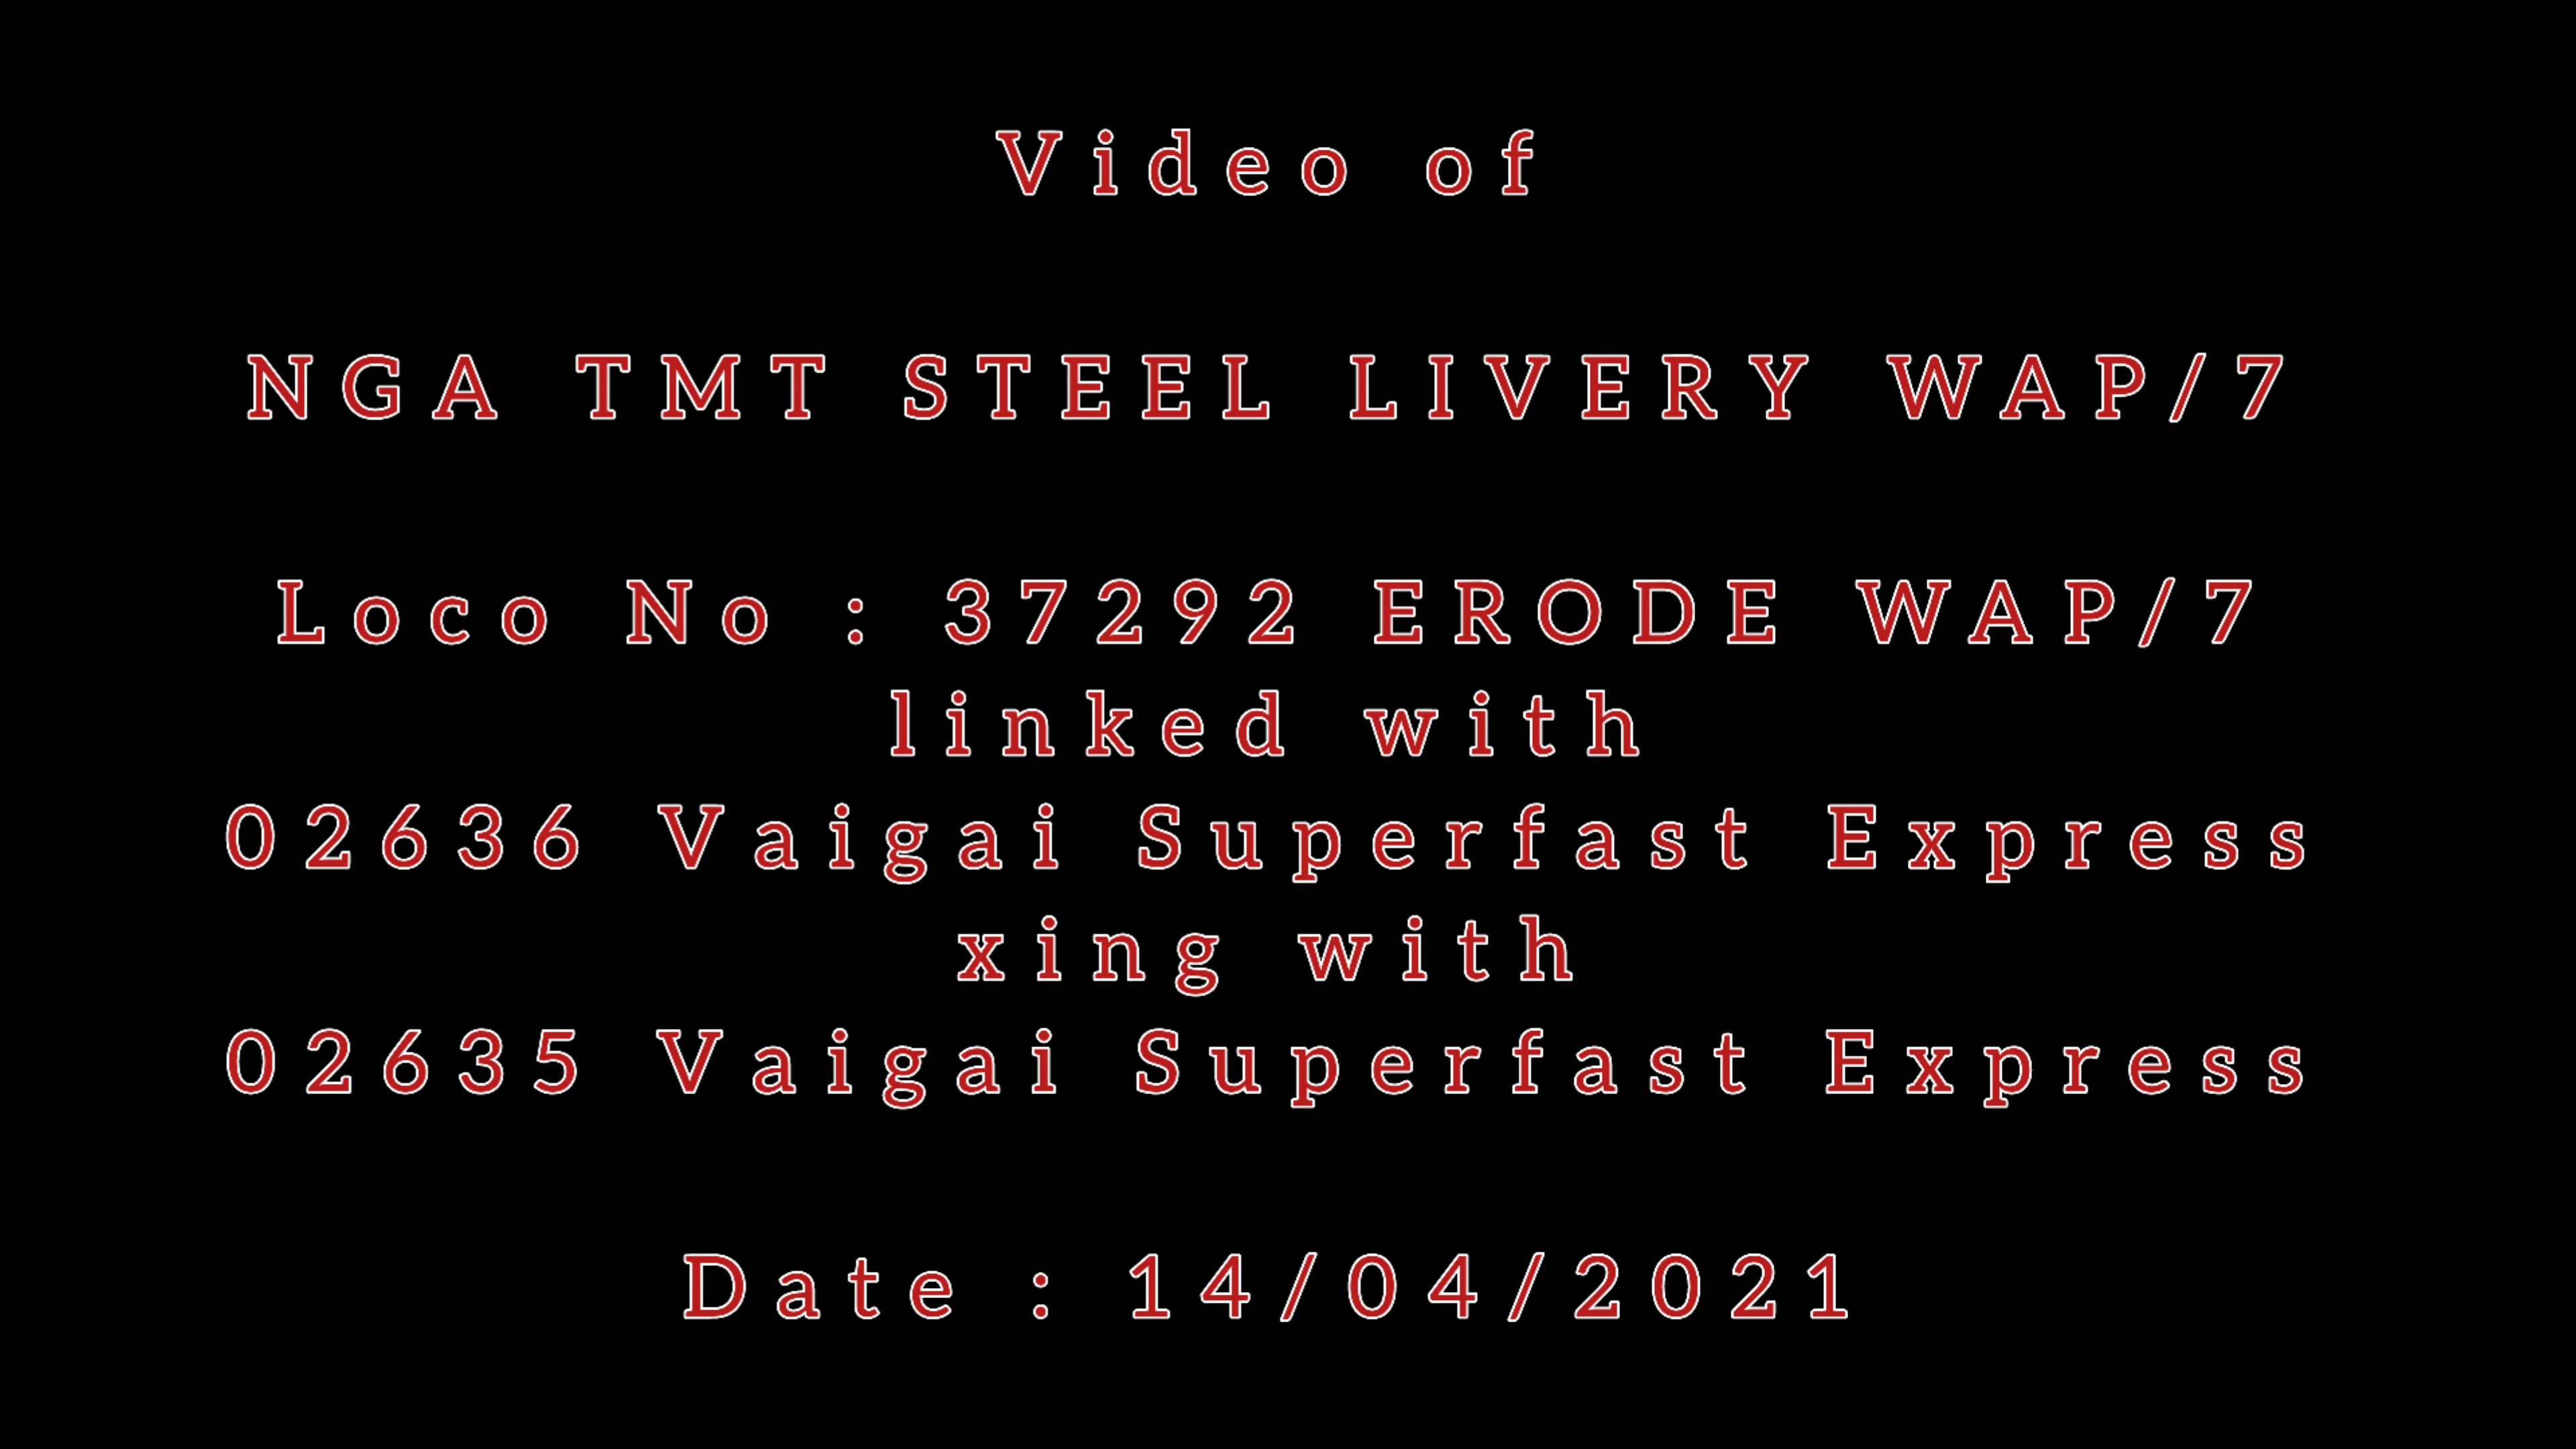 Video of
NGA TMT STEEL LIVERY WAP/7
Loco No : 37292 ERODE WAP/7
linked with
02636 Vaigai Superfast Express
xing with
02635 Vaigai Superfast Express
Date : 14/04/2021